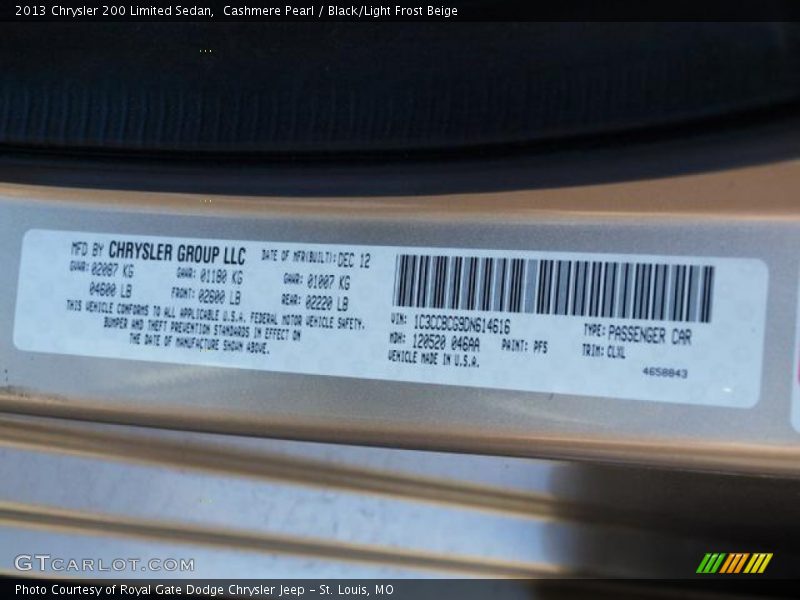 2013 Chrysler 200 Limited Sedan,  Cashmere Pearl / Black/Light Frost Beige
MFD BY CHRYSLER GROUP LLC DATE OF MFR(BUILT): DEC 12
GVWR: 02087 KG GAWR: 01180 KG GAWR: 01007 KG
04600 LB FRONT: 02600 LB REAR: 02220 LB
THIS VEHICLE CONFORMS TO ALL APPLICABLE U.S.A. FEDERAL MOTOR VEHICLE SAFETY,
BUMPER AND THEFT PREVENTION STANDARDS IN EFFECT ON
THE DATE OF MANUFACTURE SHOWN ABOVE.
VIN: 1C3CCBCG9DN614616 TYPE: PASSENGER CAR
MDH: 120520 046AA PAINT: PFS TRIM: CLXL
VEHICLE MADE IN U.S.A. 4658843
GTCARLOT.COM
Photo Courtesy of Royal Gate Dodge Chrysler Jeep – St. Louis, MO